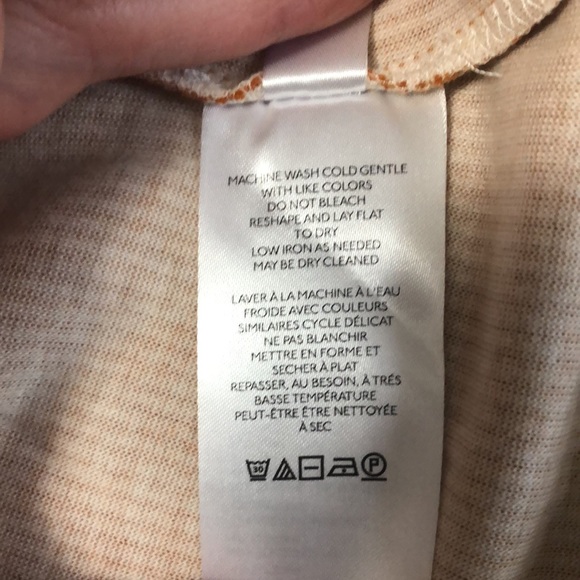 MACHINE WASH COLD GENTLE
WITH LIKE COLORS
DO NOT BLEACH
RESHAPE AND LAY FLAT
TO DRY
LOW IRON AS NEEDED
MAY BE DRY CLEANED
LAVER À LA MACHINE À L'EAU
FROIDE AVEC COULEURS
SIMILAIRES CYCLE DÉLICAT
NE PAS BLANCHIR
METTRE EN FORME ET
SECHER À PLAT
REPASSER, AU BESOIN, À TRÉS
BASSE TEMPÉRATURE
PEUT-ÊTRE ÊTRE NETTOYÉE
À SEC
30 P